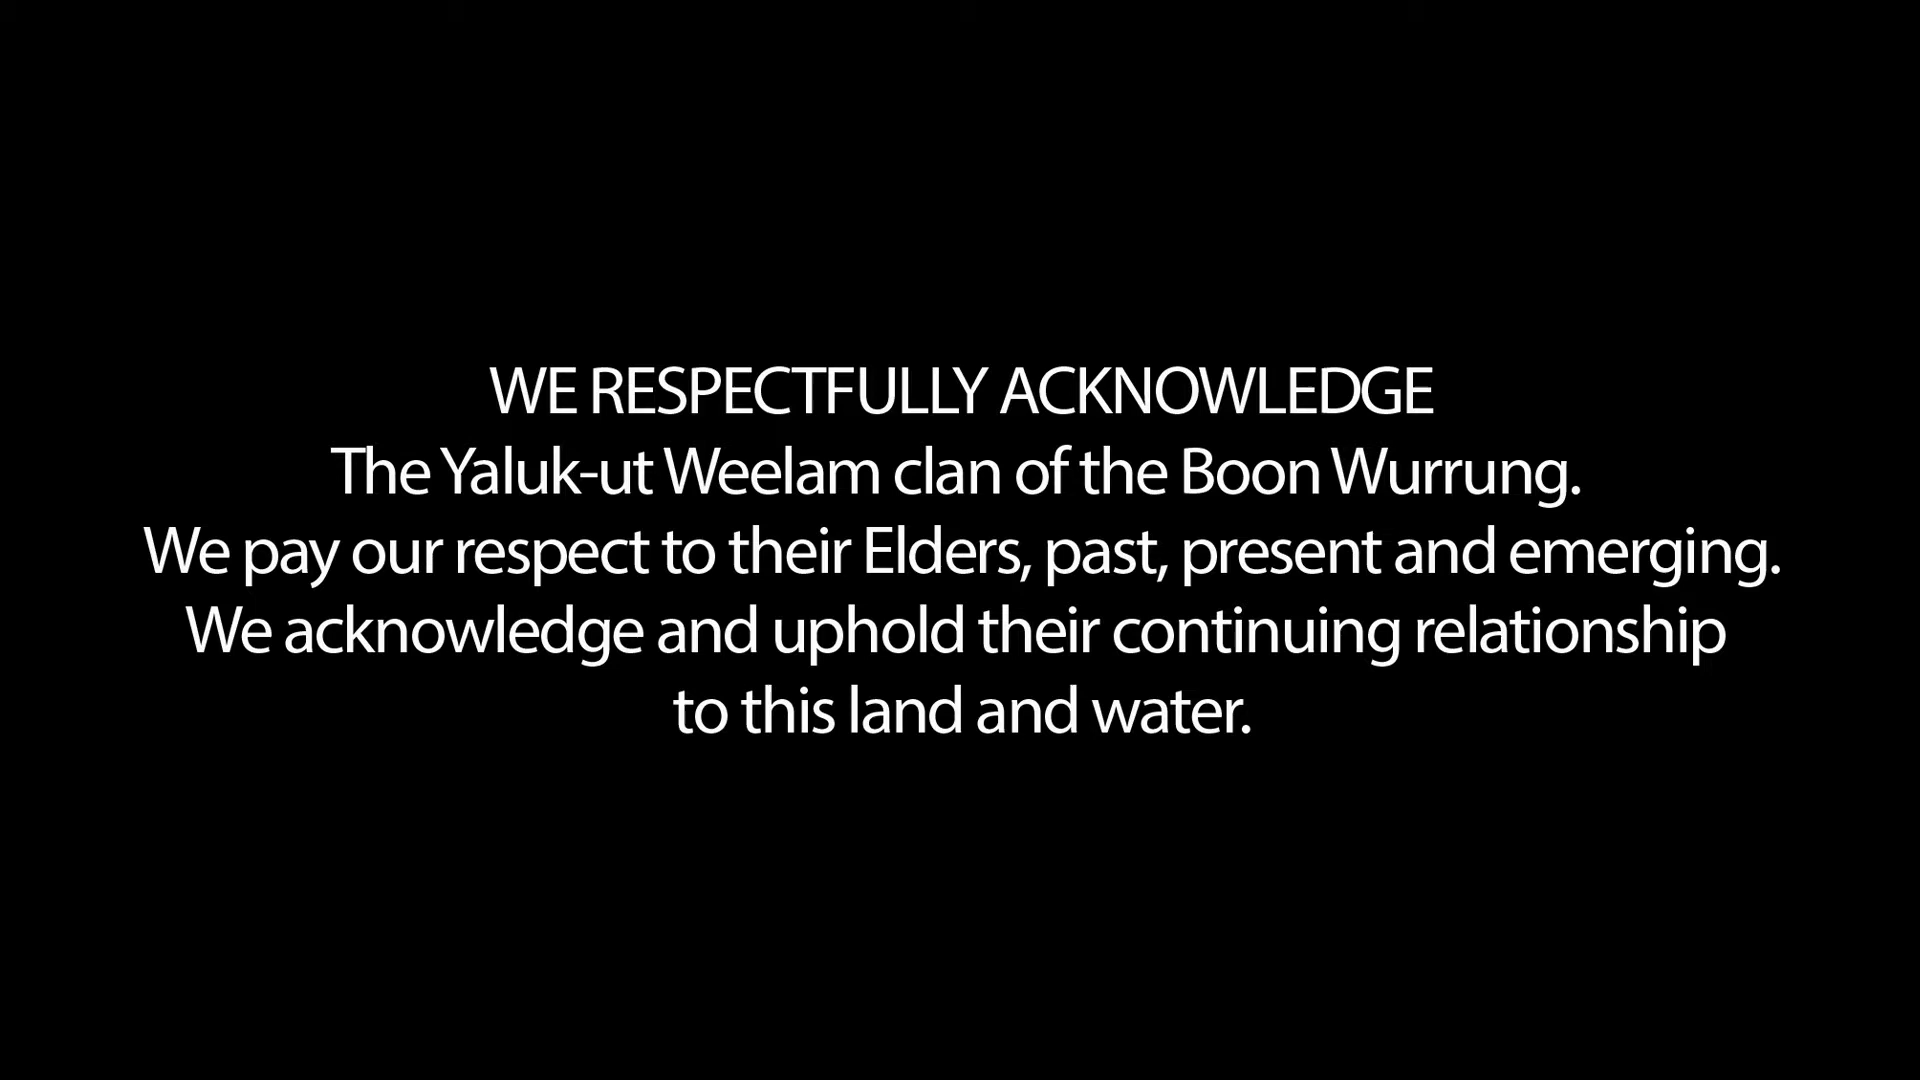 WE RESPECTFULLY ACKNOWLEDGE
The Yaluk-ut Weelam clan of the Boon Wurrung.
We pay our respect to their Elders, past, present and emerging.
We acknowledge and uphold their continuing relationship
to this land and water.